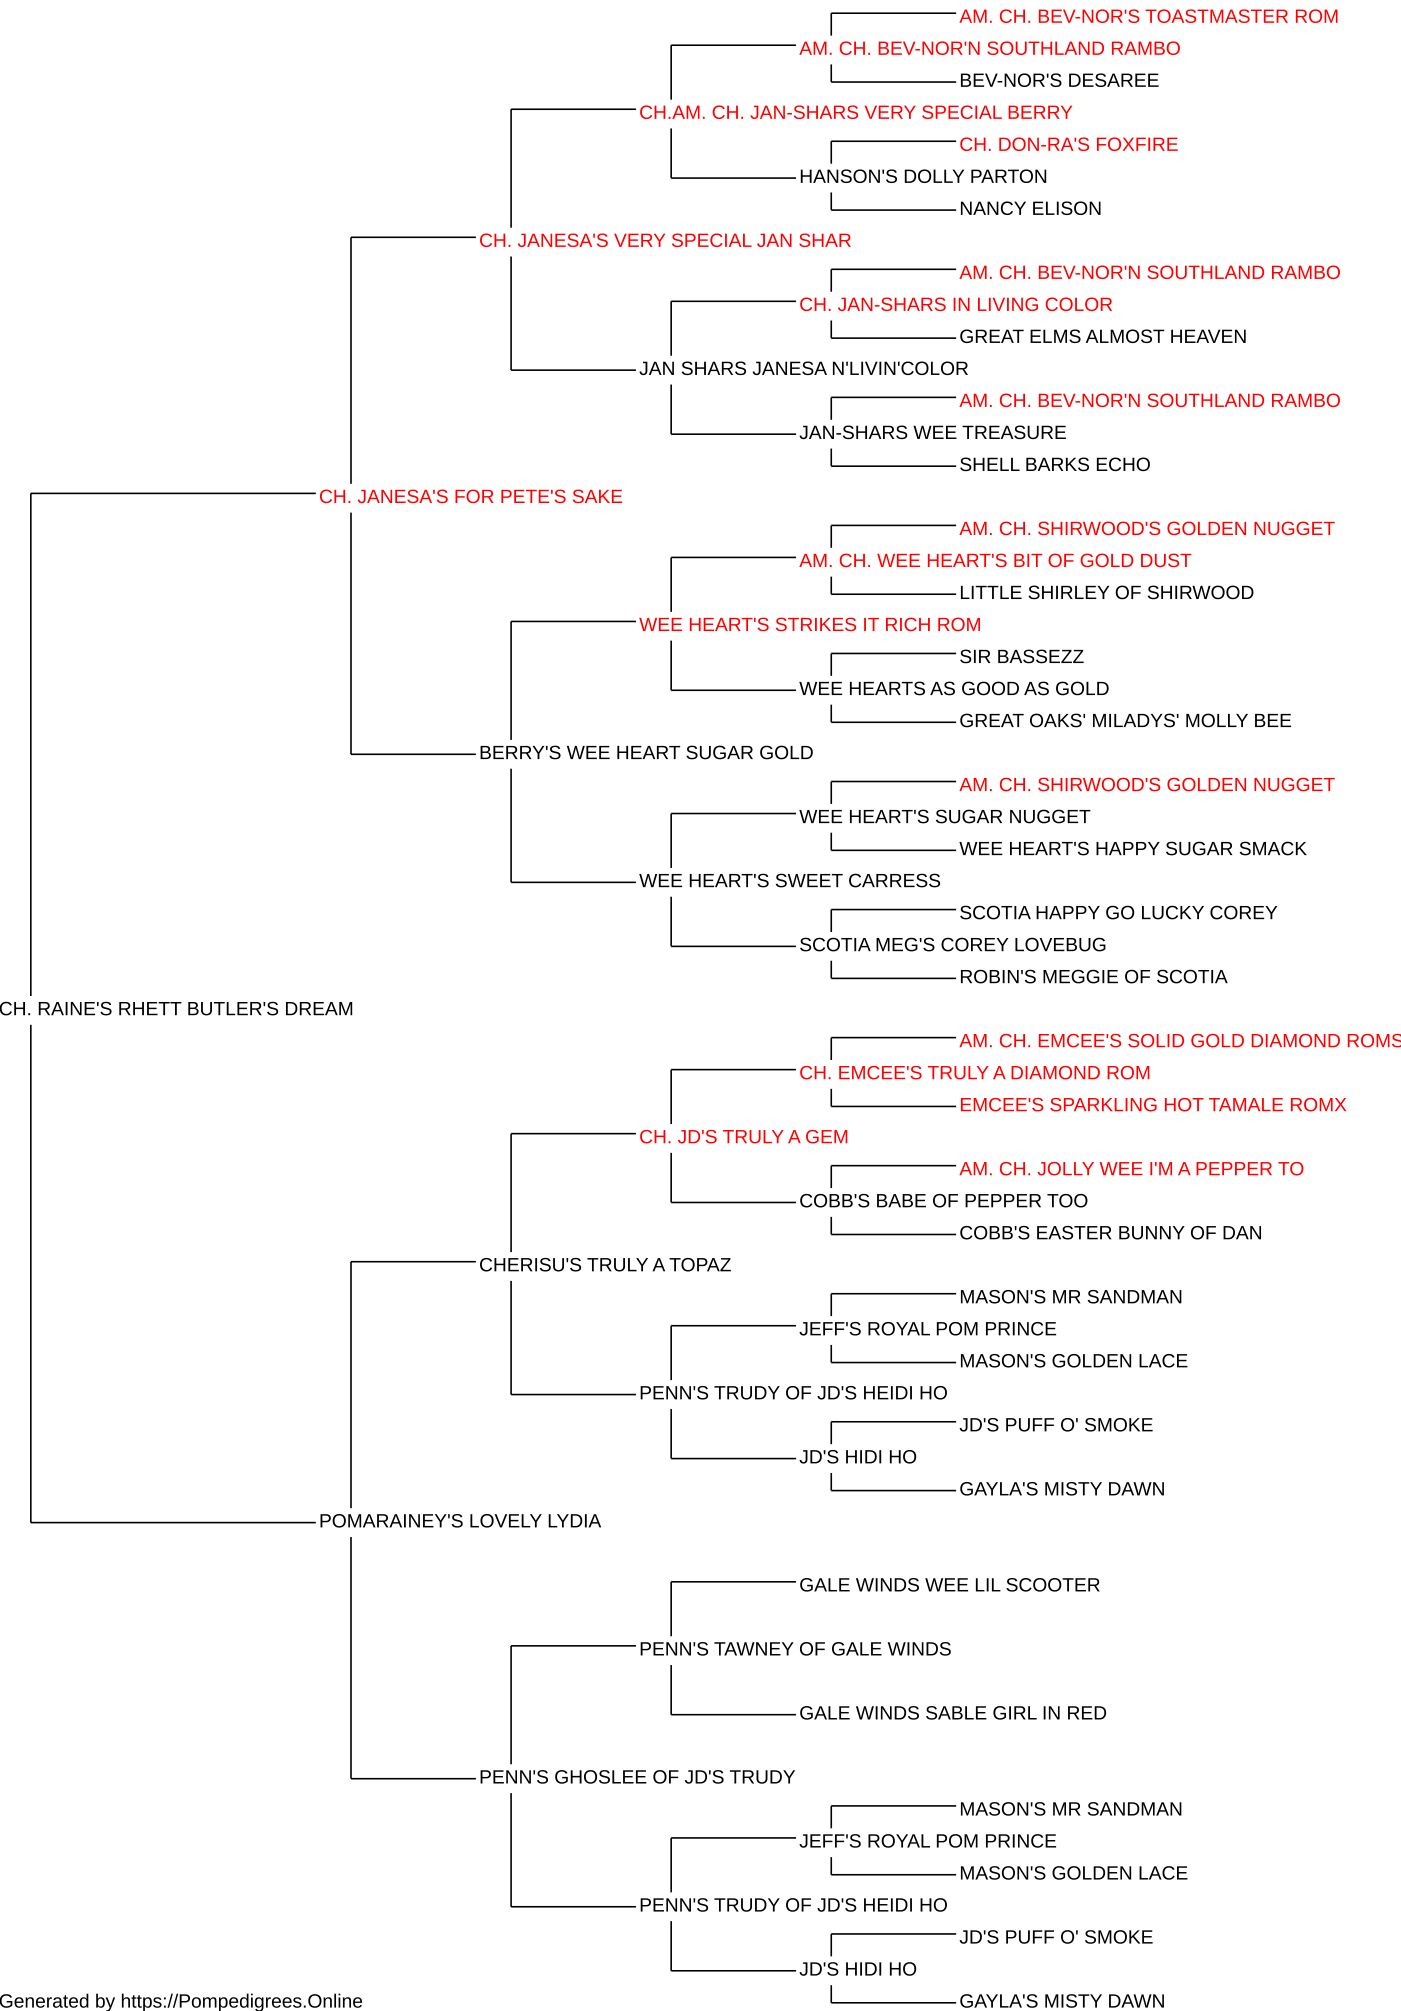 AM. CH. BEV-NOR'S TOASTMASTER ROM
AM. CH. BEV-NOR'N SOUTHLAND RAMBO
BEV-NOR'S DESAREE
CH.AM. CH. JAN-SHARS VERY SPECIAL BERRY
CH. DON-RA'S FOXFIRE
HANSON'S DOLLY PARTON
NANCY ELISON
CH. JANESA'S VERY SPECIAL JAN SHAR
AM. CH. BEV-NOR'N SOUTHLAND RAMBO
CH. JAN-SHARS IN LIVING COLOR
GREAT ELMS ALMOST HEAVEN
JAN SHARS JANESA N'LIVIN'COLOR
AM. CH. BEV-NOR'N SOUTHLAND RAMBO
JAN-SHARS WEE TREASURE
SHELL BARKS ECHO
CH. JANESA'S FOR PETE'S SAKE
AM. CH. SHIRWOOD'S GOLDEN NUGGET
AM. CH. WEE HEART'S BIT OF GOLD DUST
LITTLE SHIRLEY OF SHIRWOOD
WEE HEART'S STRIKES IT RICH ROM
SIR BASSEZZ
WEE HEARTS AS GOOD AS GOLD
GREAT OAKS' MILADYS' MOLLY BEE
BERRY'S WEE HEART SUGAR GOLD
AM. CH. SHIRWOOD'S GOLDEN NUGGET
WEE HEART'S SUGAR NUGGET
WEE HEART'S HAPPY SUGAR SMACK
WEE HEART'S SWEET CARRESS
SCOTIA HAPPY GO LUCKY COREY
SCOTIA MEG'S COREY LOVEBUG
ROBIN'S MEGGIE OF SCOTIA
CH. RAINE'S RHETT BUTLER'S DREAM
AM. CH. EMCEE'S SOLID GOLD DIAMOND ROMS
CH. EMCEE'S TRULY A DIAMOND ROM
EMCEE'S SPARKLING HOT TAMALE ROMX
CH. JD'S TRULY A GEM
AM. CH. JOLLY WEE I'M A PEPPER TO
COBB'S BABE OF PEPPER TOO
COBB'S EASTER BUNNY OF DAN
CHERISU'S TRULY A TOPAZ
MASON'S MR SANDMAN
JEFF'S ROYAL POM PRINCE
MASON'S GOLDEN LACE
PENN'S TRUDY OF JD'S HEIDI HO
JD'S PUFF O' SMOKE
JD'S HIDI HO
GAYLA'S MISTY DAWN
POMARAINEY'S LOVELY LYDIA
GALE WINDS WEE LIL SCOOTER
PENN'S TAWNEY OF GALE WINDS
GALE WINDS SABLE GIRL IN RED
PENN'S GHOSLEE OF JD'S TRUDY
MASON'S MR SANDMAN
JEFF'S ROYAL POM PRINCE
MASON'S GOLDEN LACE
PENN'S TRUDY OF JD'S HEIDI HO
JD'S PUFF O' SMOKE
JD'S HIDI HO
GAYLA'S MISTY DAWN
Generated by https://Pompedigrees.Online